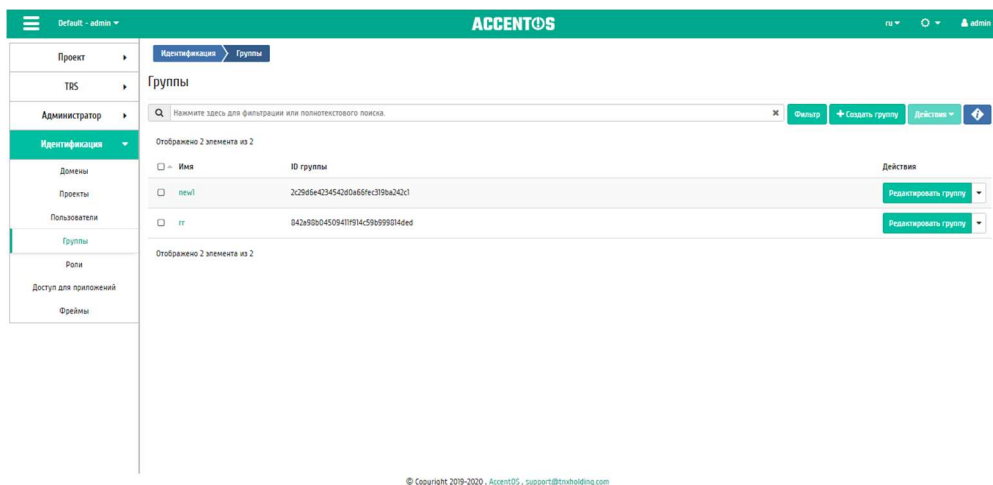 Default - admin
ACCENTOS
ru
admin
Проект
TRS
Администратор
Идентификация
Домены
Проекты
Пользователи
Группы
Роли
Доступ для приложений
Фреймы
Идентификация
Группы
Группы
Нажмите здесь для фильтрации или полнотекстового поиска.
Фильтр
+ Создать группу
Действия
Отображено 2 элемента из 2
Имя ID группы Действия
new1 2c29d6e4234542d0a66fec319ba242c1 Редактировать группу
rr 842a98b04509411f914c59b999814ded Редактировать группу
Отображено 2 элемента из 2
© Copyright 2019-2020 . AccentOS . support@tnxholding.com